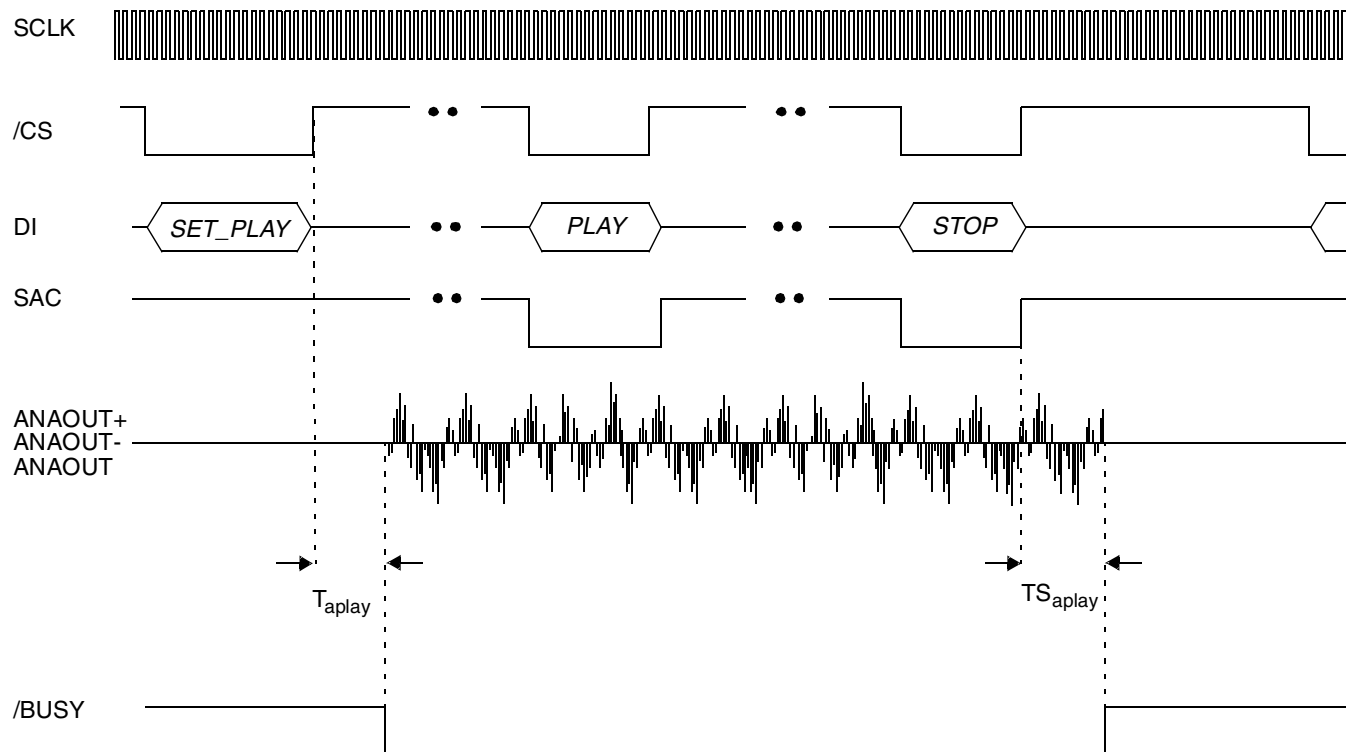 SCLK
/CS
DI
SET_PLAY
PLAY
STOP
SAC
ANAOUT+
ANAOUT-
ANAOUT
Taplay
TSaplay
/BUSY